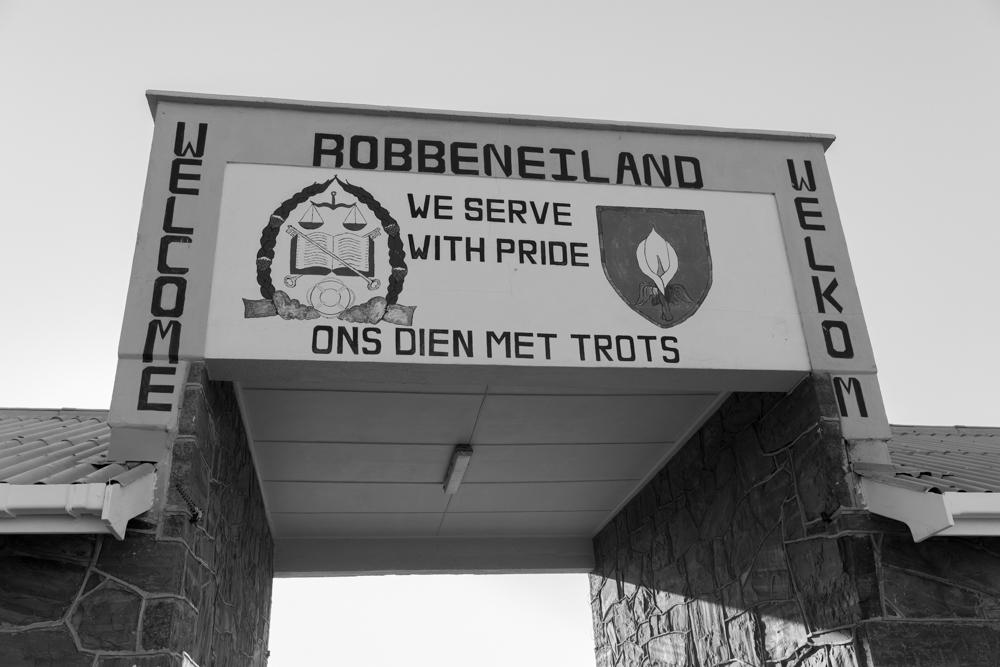 ROBBENEILAND
WELCOME
WE SERVE
WITH PRIDE
ONS DIEN MET TROTS
WELKOM